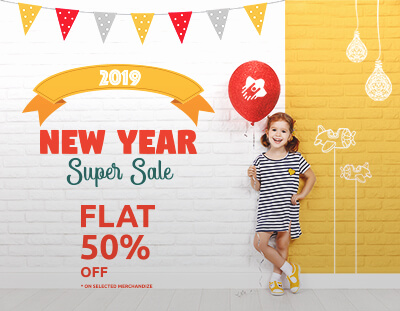 2019
NEW YEAR
Super Sale
FLAT
50%
OFF
* ON SELECTED MERCHANDIZE